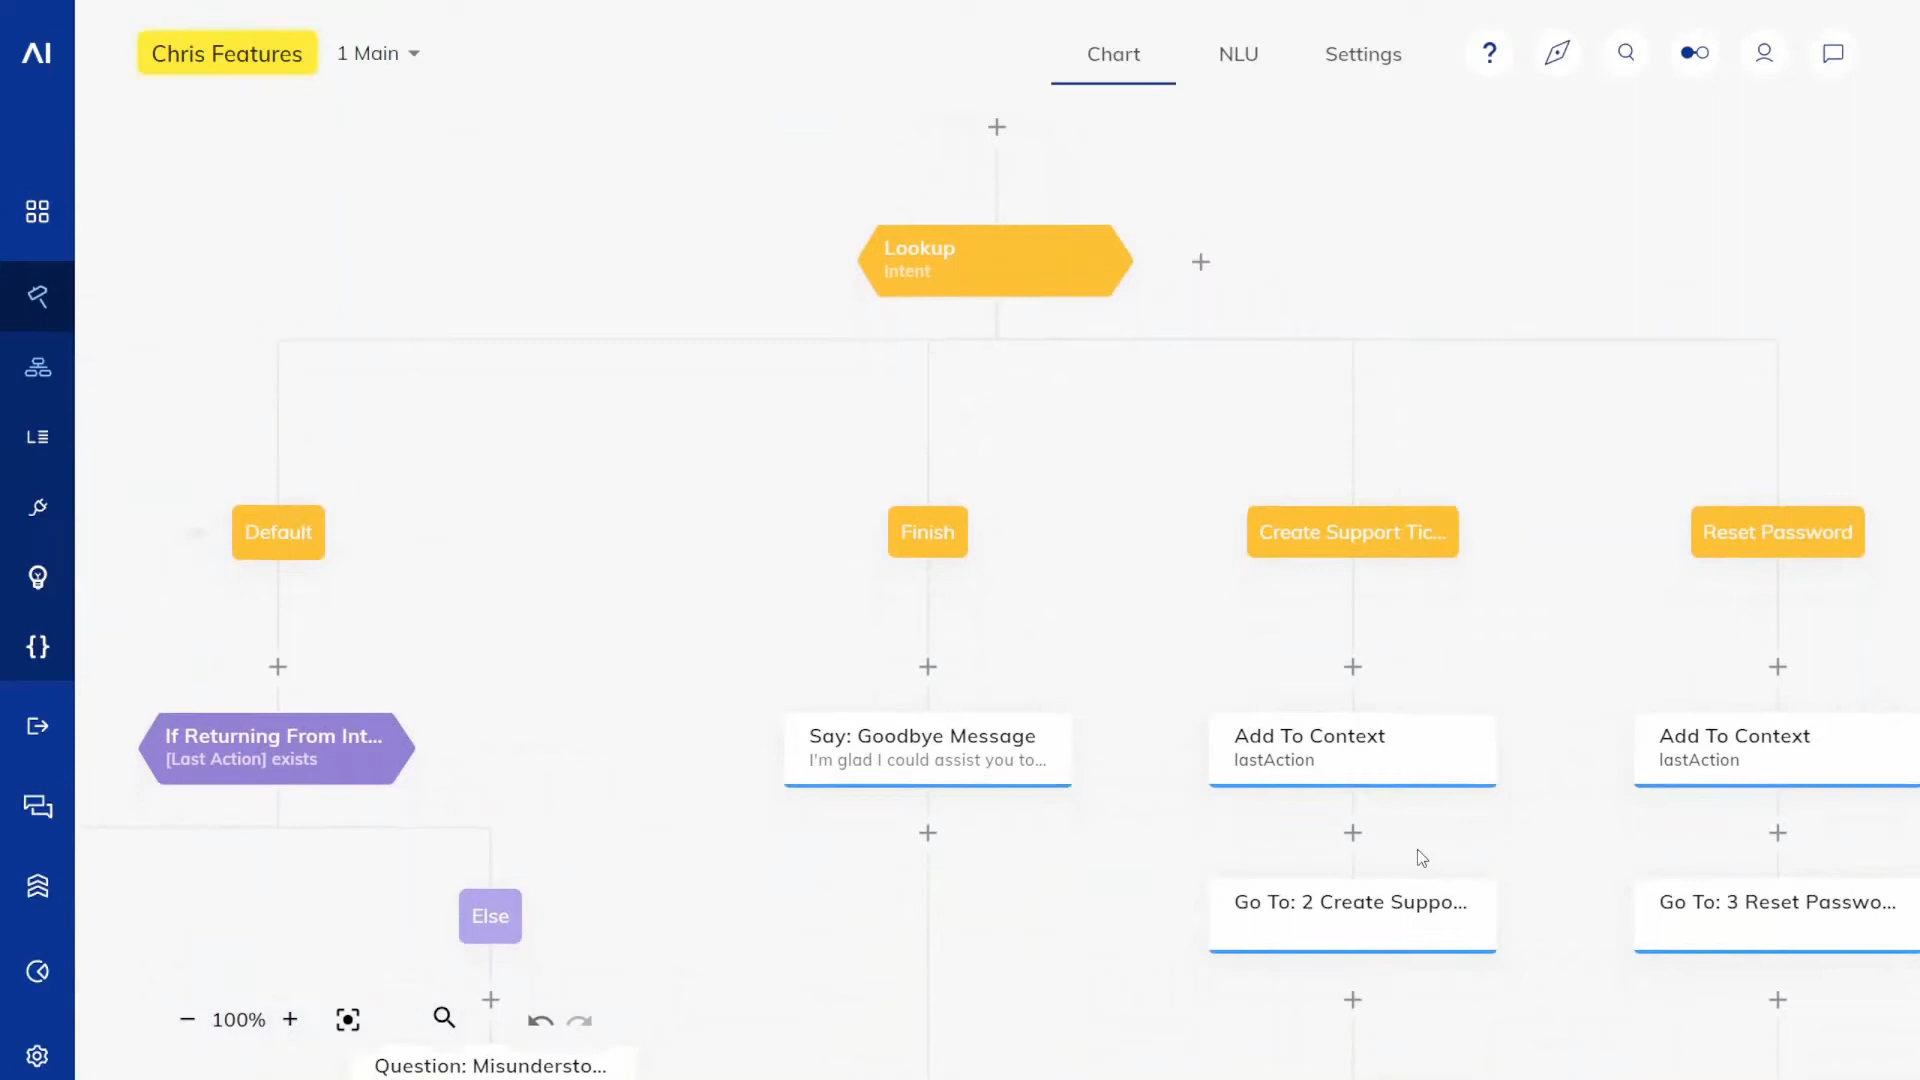 AI
Chris Features
1 Main
Chart
NLU
Settings
?
Lookup
Intent
Default
Finish
Create Support Tic...
Reset Password
If Returning From Int...
[Last Action] exists
Say: Goodbye Message
I'm glad I could assist you to...
Add To Context
lastAction
Add To Context
lastAction
Else
Go To: 2 Create Suppo...
Go To: 3 Reset Passwo...
100%
Question: Misundersto...